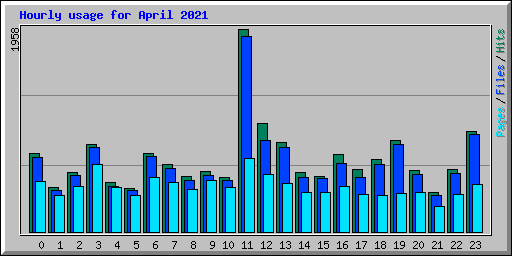 Hourly usage for April 2021
1958
Pages/Files/Hits
0 1 2 3 4 5 6 7 8 9 10 11 12 13 14 15 16 17 18 19 20 21 22 23